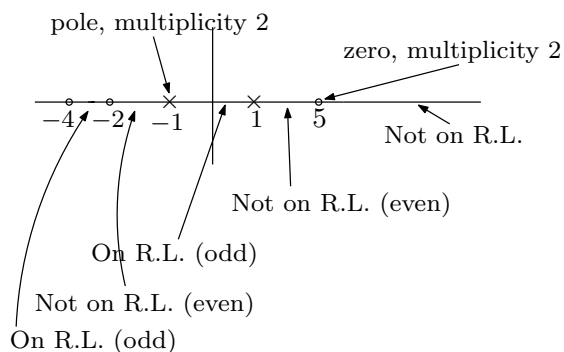 pole, multiplicity 2
zero, multiplicity 2
−4 −2 −1 1 5
Not on R.L.
Not on R.L. (even)
On R.L. (odd)
Not on R.L. (even)
On R.L. (odd)